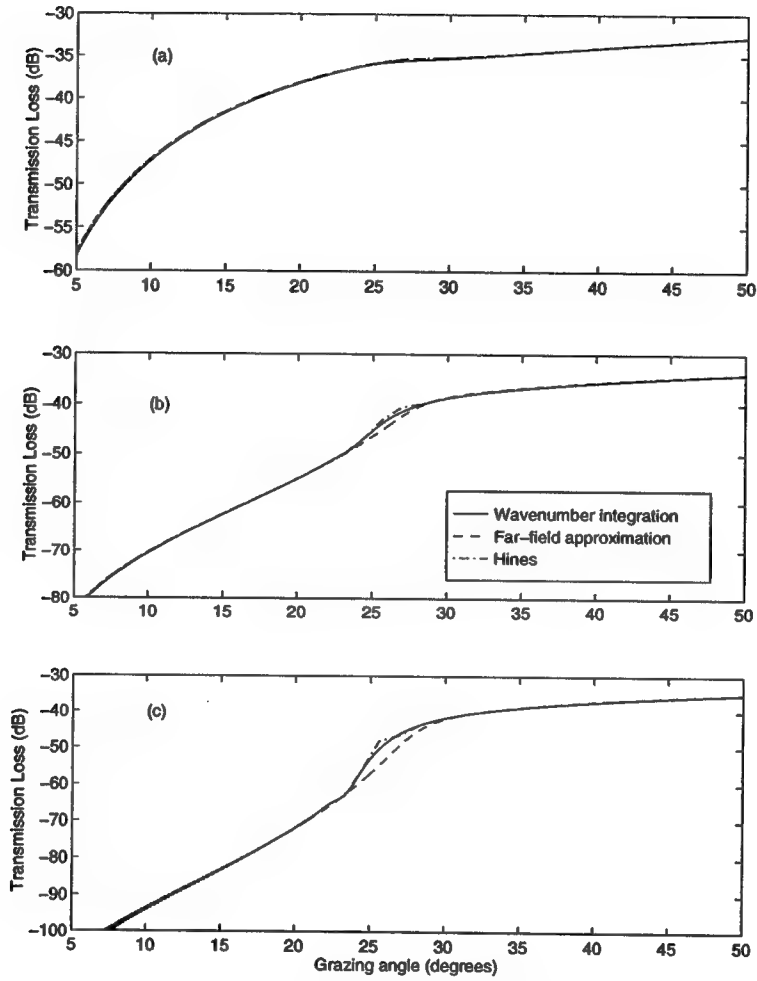 −30
−35
−40
−45
−50
−55
−60
Transmission Loss (dB)
(a)
5 10 15 20 25 30 35 40 45 50
−30
−40
−50
−60
−70
−80
Transmission Loss (dB)
(b)
Wavenumber integration
Far−field approximation
Hines
5 10 15 20 25 30 35 40 45 50
−30
−40
−50
−60
−70
−80
−90
−100
Transmission Loss (dB)
(c)
5 10 15 20 25 30 35 40 45 50
Grazing angle (degrees)